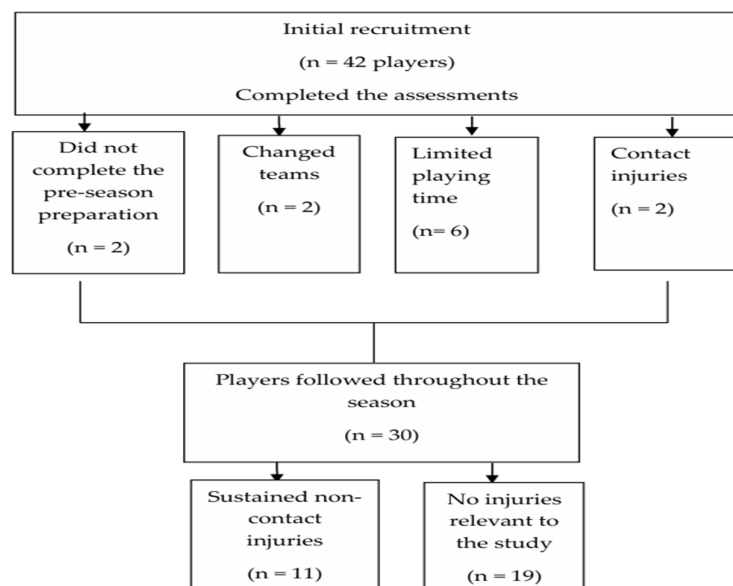 Initial recruitment
(n = 42 players)
Completed the assessments
Did not
complete the
pre-season
preparation
(n = 2)
Changed
teams
(n = 2)
Limited
playing
time
(n= 6)
Contact
injuries
(n = 2)
Players followed throughout the
season
(n = 30)
Sustained non-
contact
injuries
(n = 11)
No injuries
relevant to
the study
(n = 19)